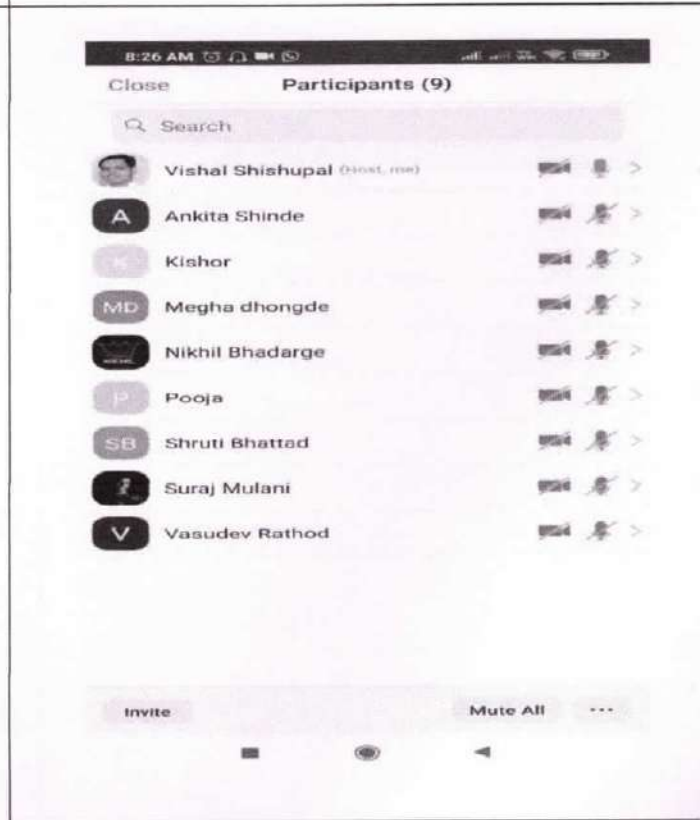 8:26 AM
Close Participants (9)
Search
Vishal Shishupal (Host, me)
A Ankita Shinde
K Kishor
MD Megha dhongde
Nikhil Bhadarge
P Pooja
SB Shruti Bhattad
Suraj Mulani
V Vasudev Rathod
Invite Mute All ...